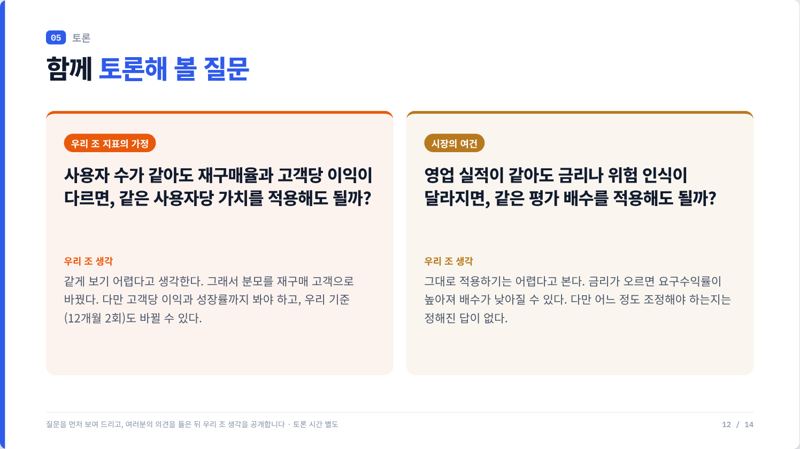 05 토론
함께 토론해 볼 질문
우리 조 지표의 가정
사용자 수가 같아도 재구매율과 고객당 이익이
다르면, 같은 사용자당 가치를 적용해도 될까?
우리 조 생각
같게 보기 어렵다고 생각한다. 그래서 분모를 재구매 고객으로
바꿨다. 다만 고객당 이익과 성장률까지 봐야 하고, 우리 기준
(12개월 2회)도 바뀔 수 있다.
시장의 여건
영업 실적이 같아도 금리나 위험 인식이
달라지면, 같은 평가 배수를 적용해도 될까?
우리 조 생각
그대로 적용하기는 어렵다고 본다. 금리가 오르면 요구수익률이
높아져 배수가 낮아질 수 있다. 다만 어느 정도 조정해야 하는지는
정해진 답이 없다.
질문을 먼저 보여 드리고, 여러분의 의견을 들은 뒤 우리 조 생각을 공개합니다 · 토론 시간 별도
12 / 14